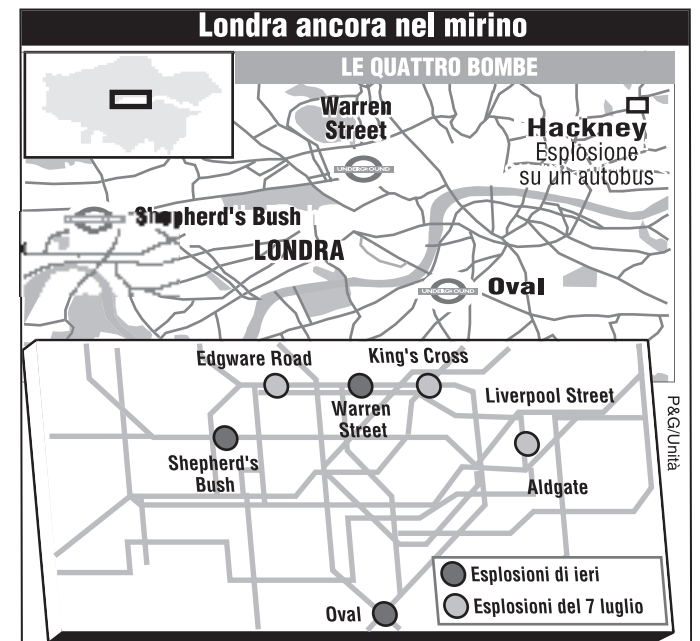 Londra ancora nel mirino
LE QUATTRO BOMBE
Warren
Street
UNDERGROUND
Hackney
Esplosione
su un autobus
Shepherd's Bush
LONDRA
UNDERGROUND
Oval
Edgware Road
King's Cross
Warren
Street
Liverpool Street
Shepherd's
Bush
Aldgate
Oval
Esplosioni di ieri
Esplosioni del 7 luglio
P&G/Unità